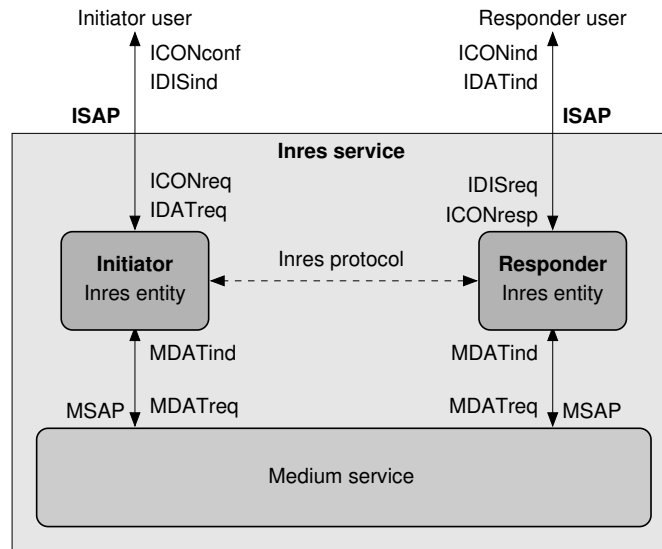 Initiator user
Responder user
ICONconf
ICONind
IDISind
IDATind
ISAP
ISAP
Inres service
ICONreq
IDISreq
IDATreq
ICONresp
Initiator
Inres protocol
Responder
Inres entity
Inres entity
MDATind
MDATind
MSAP
MDATreq
MDATreq
MSAP
Medium service